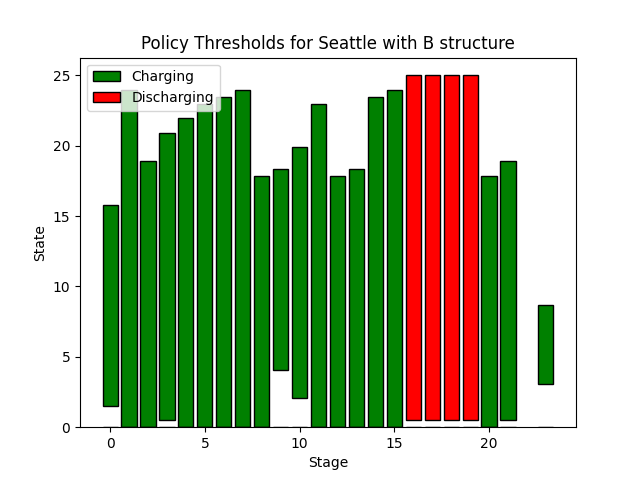 Policy Thresholds for Seattle with B structure
Charging
Discharging
25
20
15
10
5
0
State
0 5 10 15 20
Stage